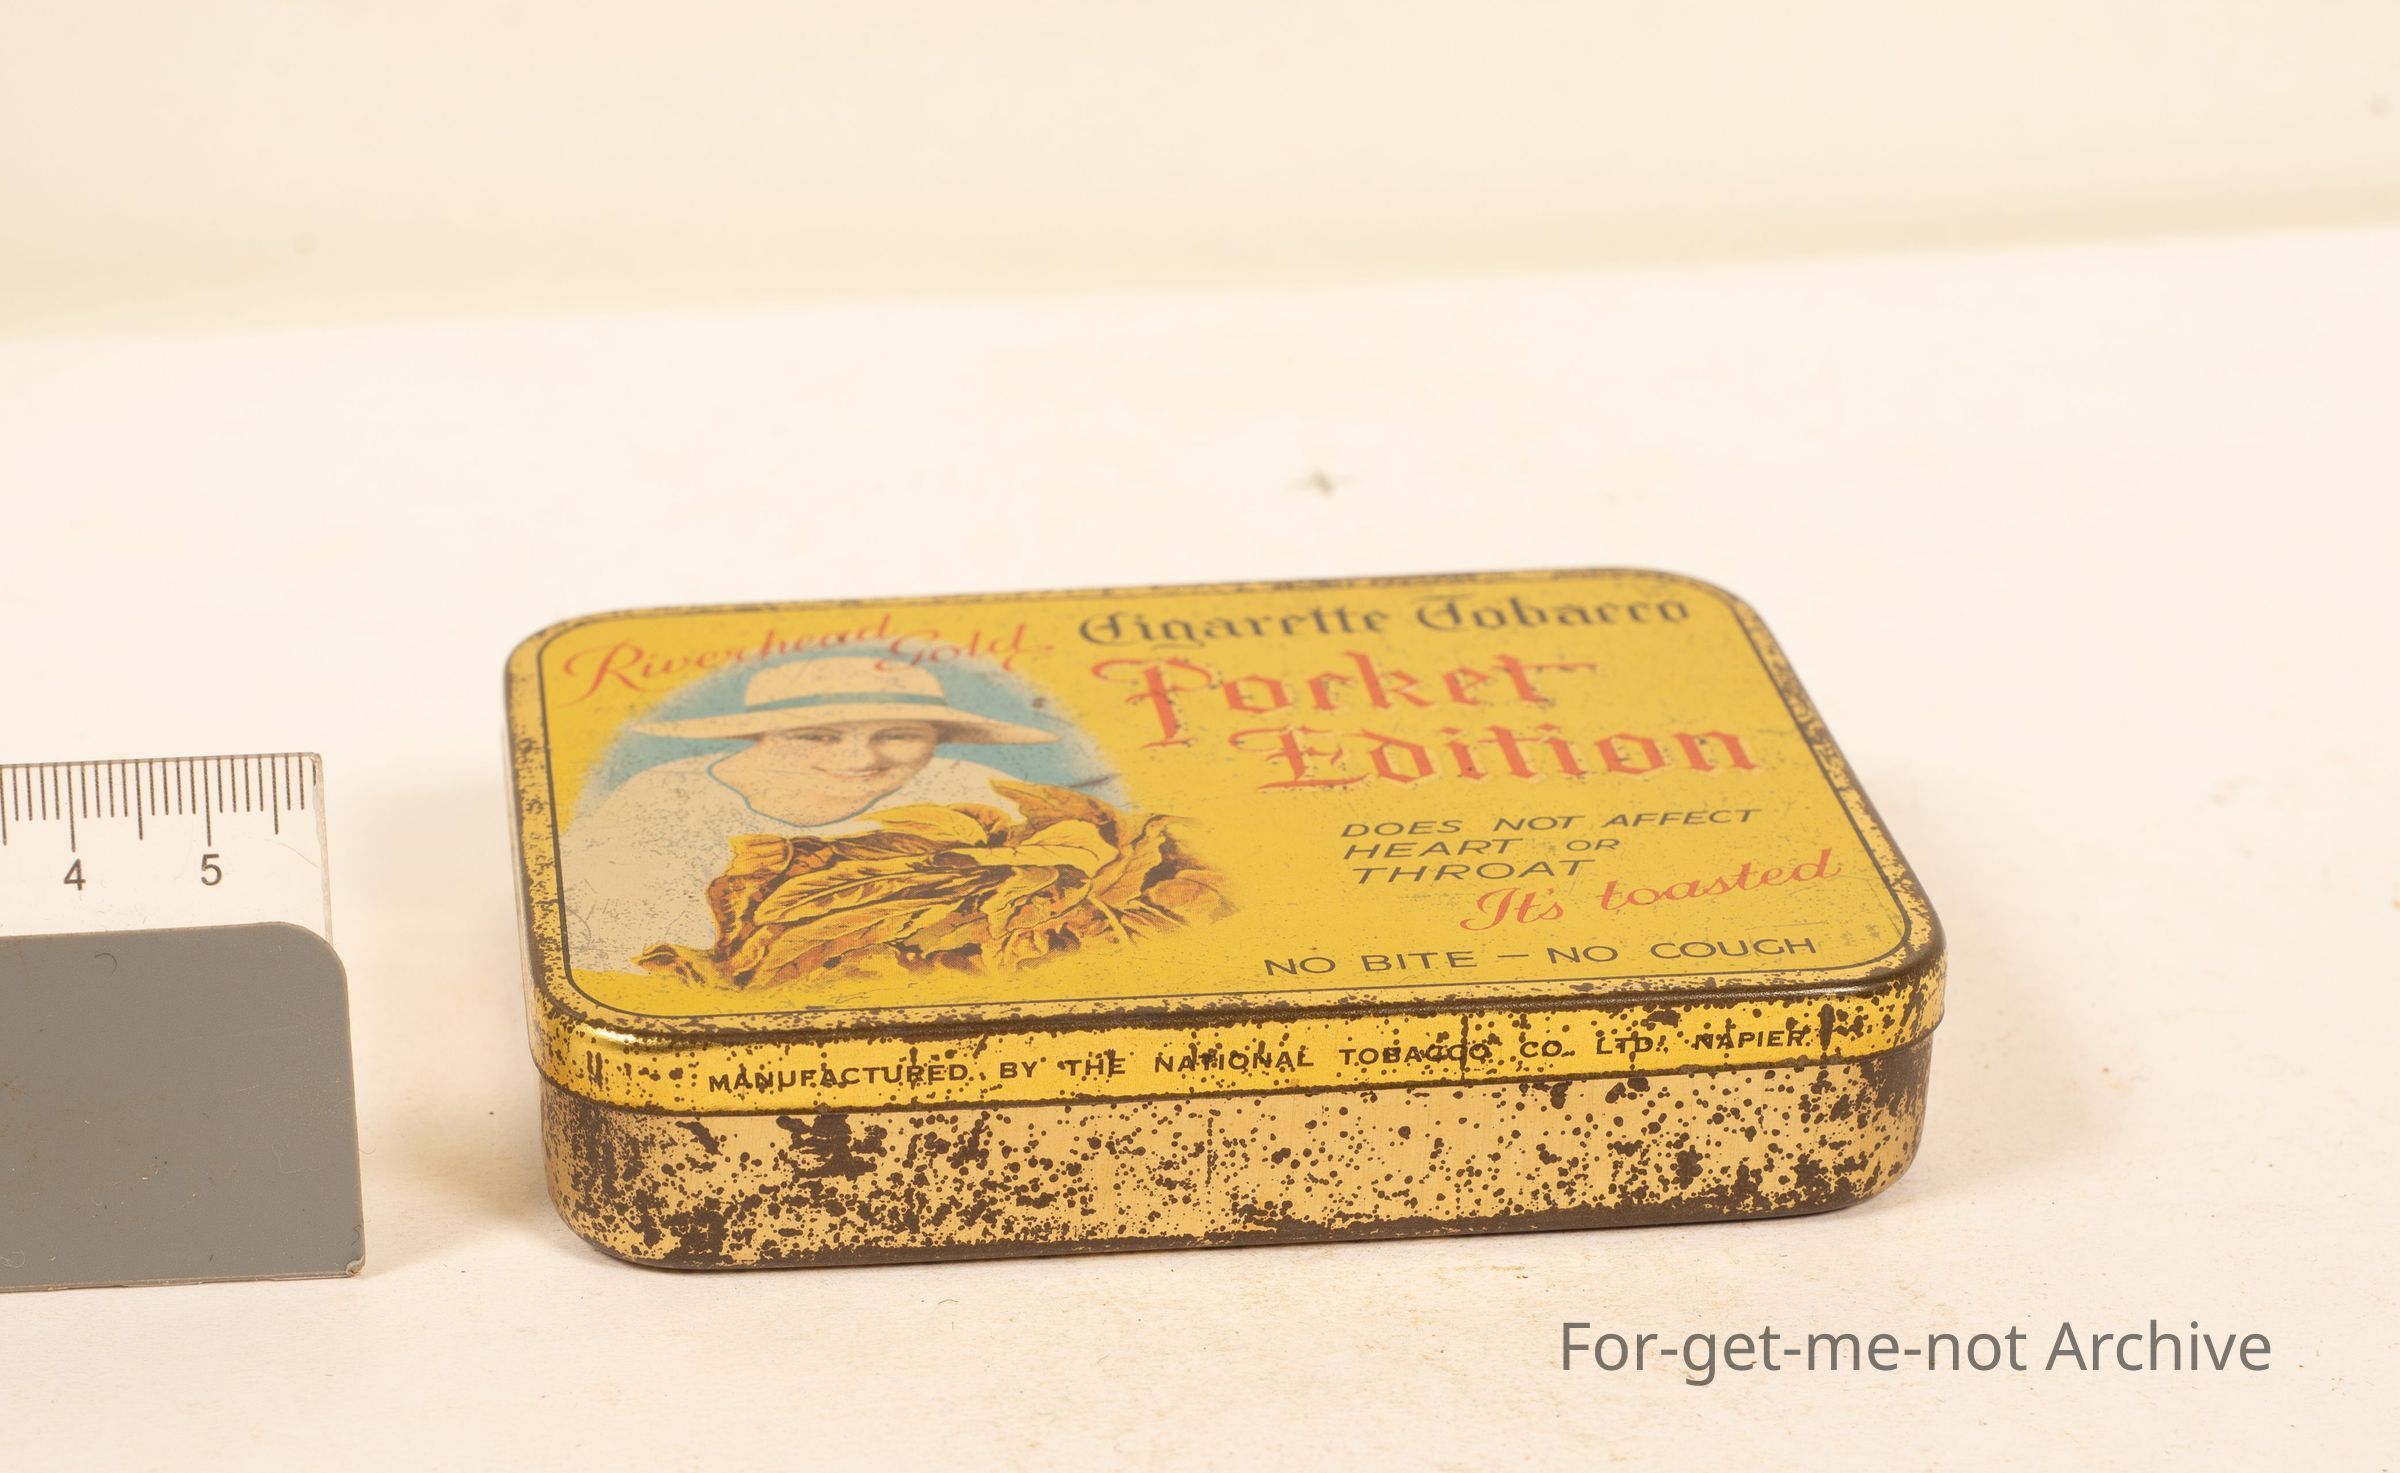 Riverhead Gold
Cigarette Tobacco
Pocket
Edition
DOES NOT AFFECT
HEART OR
THROAT
It's toasted
NO BITE — NO COUGH
MANUFACTURED BY THE NATIONAL TOBACCO CO. LTD. NAPIER.
4 5
For-get-me-not Archive